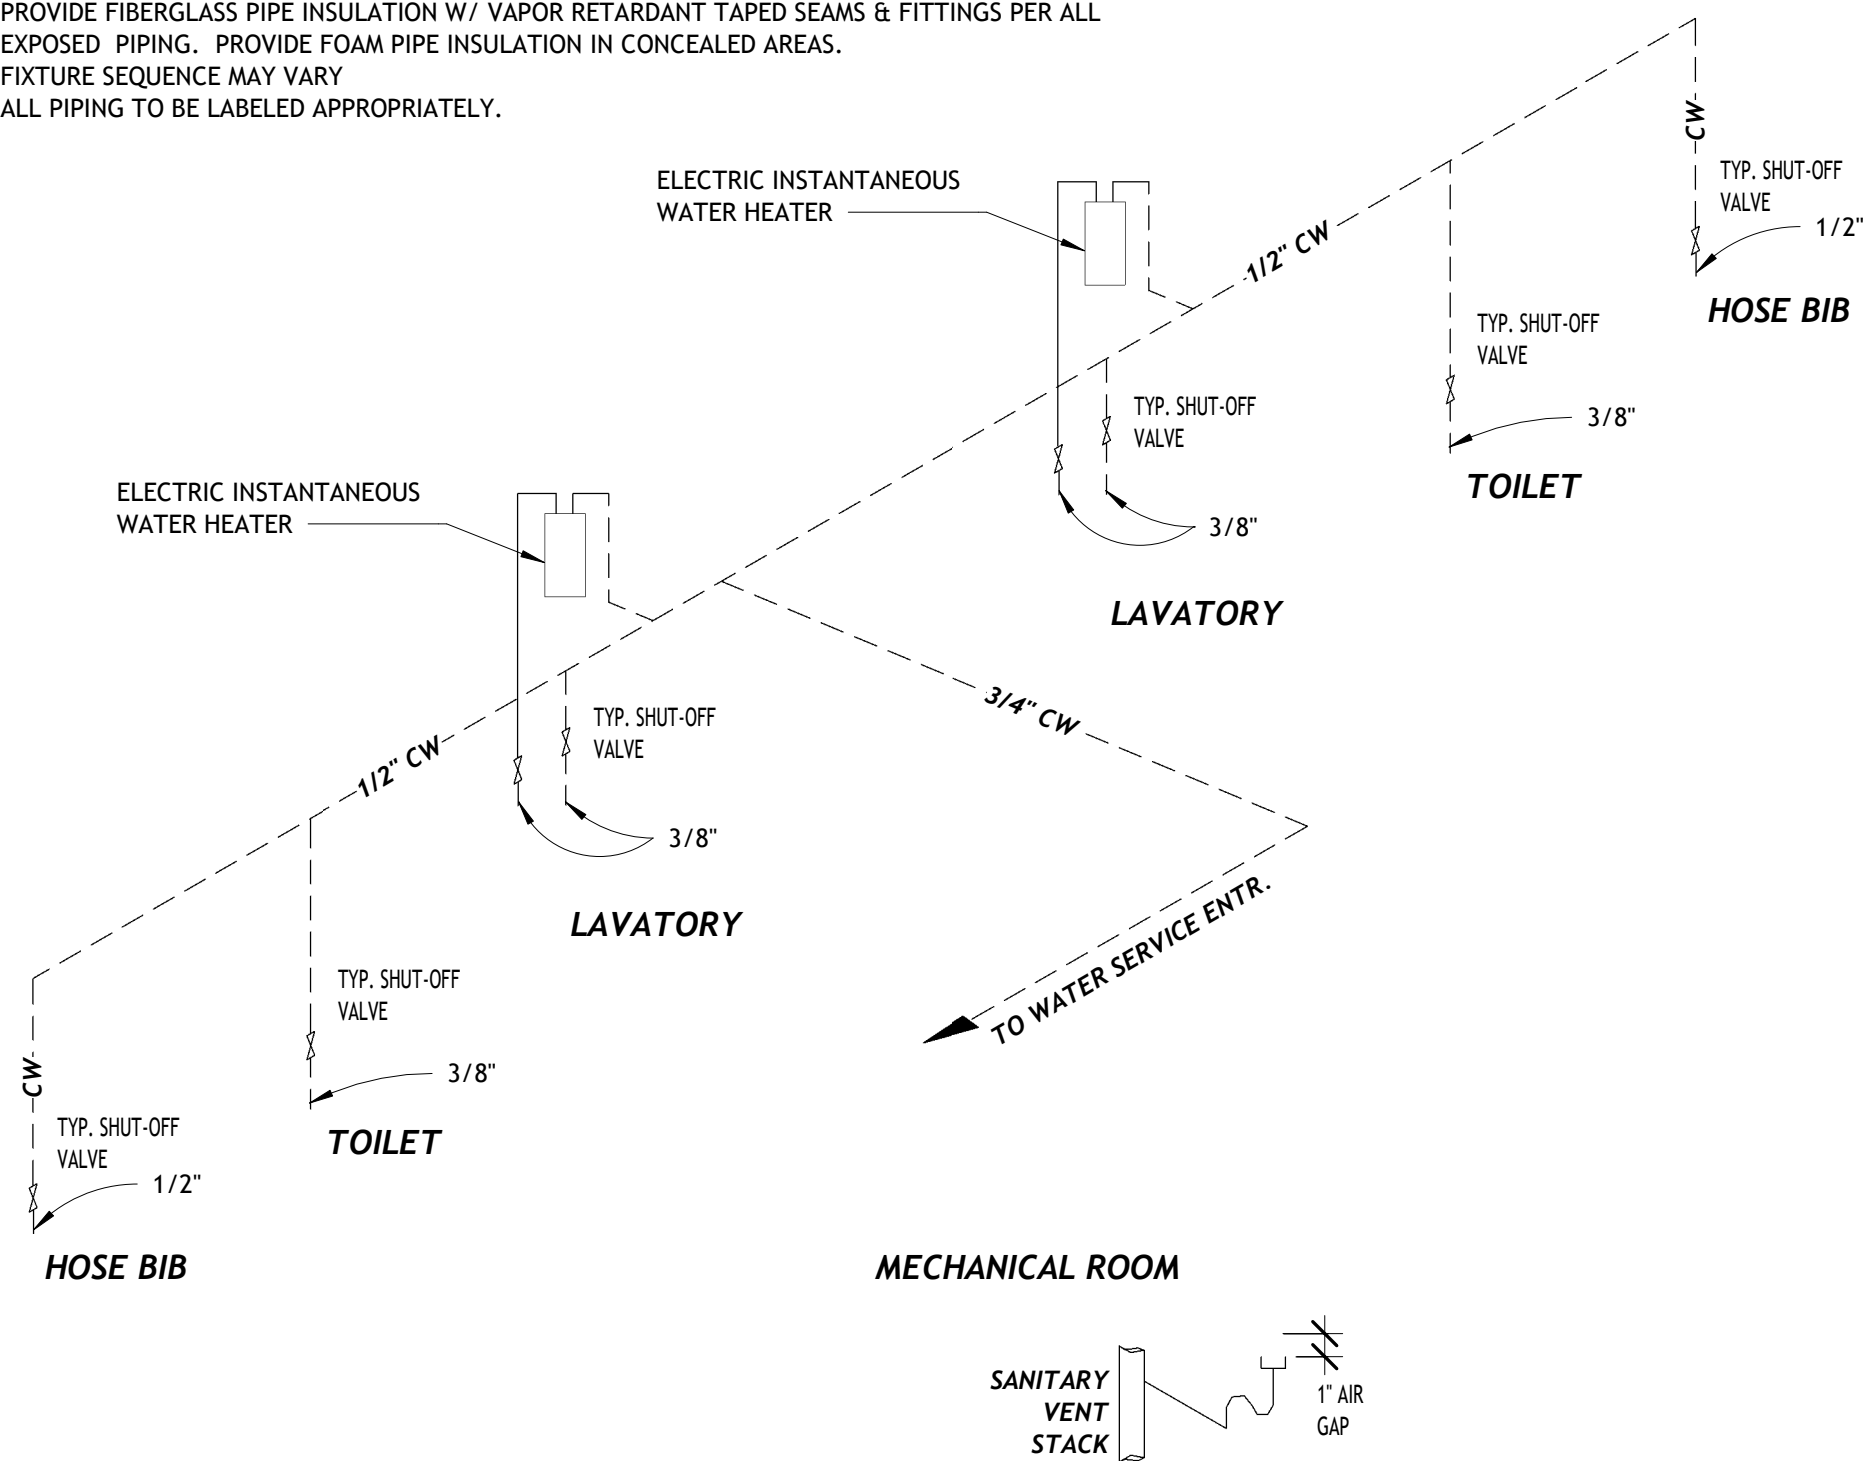 PROVIDE FIBERGLASS PIPE INSULATION W/ VAPOR RETARDANT TAPED SEAMS & FITTINGS PER ALL
EXPOSED PIPING. PROVIDE FOAM PIPE INSULATION IN CONCEALED AREAS.
FIXTURE SEQUENCE MAY VARY
ALL PIPING TO BE LABELED APPROPRIATELY.
CW
TYP. SHUT-OFF
VALVE
1/2"
HOSE BIB
ELECTRIC INSTANTANEOUS
WATER HEATER
1/2" CW
TYP. SHUT-OFF
VALVE
3/8"
TOILET
TYP. SHUT-OFF
VALVE
3/8"
LAVATORY
ELECTRIC INSTANTANEOUS
WATER HEATER
3/4" CW
TYP. SHUT-OFF
VALVE
1/2" CW
3/8"
LAVATORY
TO WATER SERVICE ENTR.
TYP. SHUT-OFF
VALVE
3/8"
TOILET
CW
TYP. SHUT-OFF
VALVE
1/2"
HOSE BIB
MECHANICAL ROOM
SANITARY
VENT
STACK
1" AIR
GAP